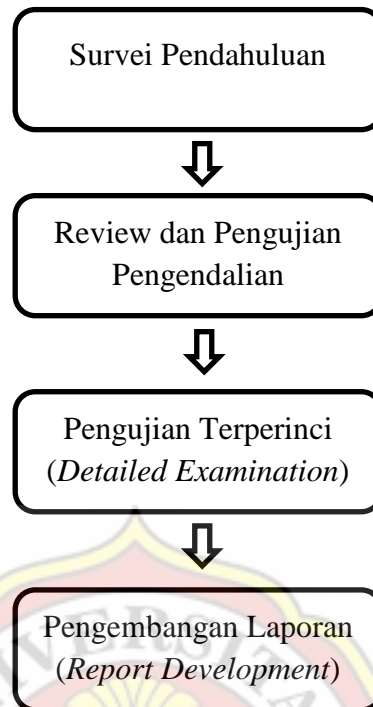 Survei Pendahuluan
Review dan Pengujian
Pengendalian
Pengujian Terperinci
(Detailed Examination)
Pengembangan Laporan
(Report Development)